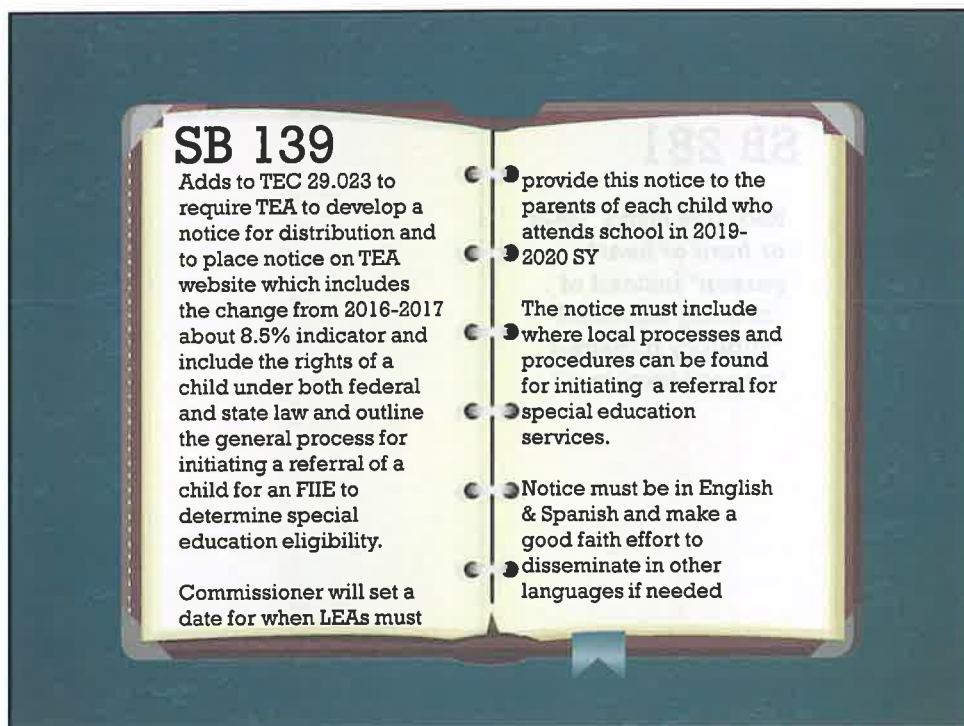 SB 139
Adds to TEC 29.023 to
require TEA to develop a
notice for distribution and
to place notice on TEA
website which includes
the change from 2016-2017
about 8.5% indicator and
include the rights of a
child under both federal
and state law and outline
the general process for
initiating a referral of a
child for an FIIE to
determine special
education eligibility.
Commissioner will set a
date for when LEAs must
provide this notice to the
parents of each child who
attends school in 2019-
2020 SY
The notice must include
where local processes and
procedures can be found
for initiating a referral for
special education
services.
Notice must be in English
& Spanish and make a
good faith effort to
disseminate in other
languages if needed